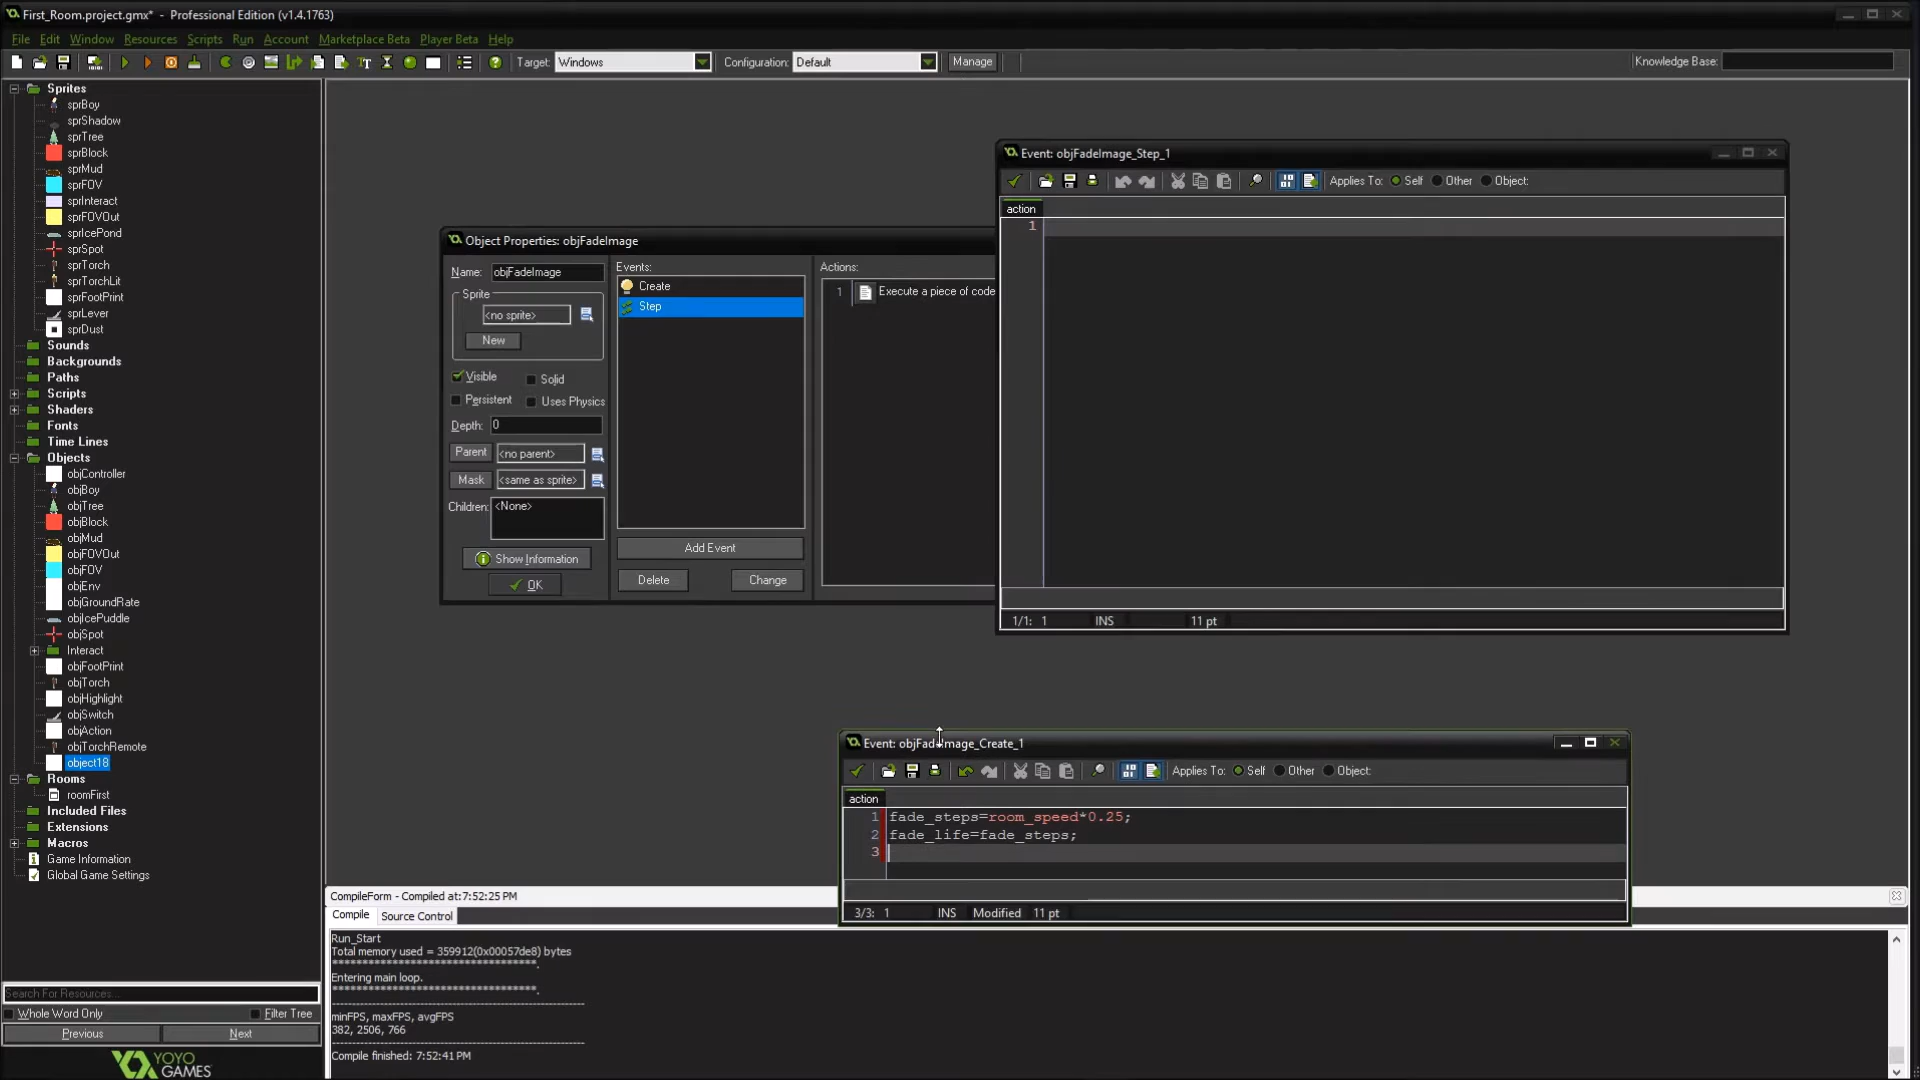 First_Room.project.gmx* - Professional Edition (v1.4.1763)
File Edit Window Resources Scripts Run Account Marketplace Beta Player Beta Help
Target: Windows Configuration: Default Manage Knowledge Base:
Sprites
sprBoy
sprShadow
sprTree
sprBlock
sprMud
sprFOV
sprInteract
sprFOVOut
sprIcePond
sprSpot
sprTorch
sprTorchLit
sprFootPrint
sprLever
sprDust
Sounds
Backgrounds
Paths
Scripts
Shaders
Fonts
Time Lines
Objects
objController
objBoy
objTree
objBlock
objMud
objFOVOut
objFOV
objEnv
objGroundRate
objIcePuddle
objSpot
Interact
objFootPrint
objTorch
objHighlight
objSwitch
objAction
objTorchRemote
object18
Rooms
roomFirst
Included Files
Extensions
Macros
Game Information
Global Game Settings
Search For Resources...
Whole Word Only Filter Tree
Previous Next
YOYO
GAMES
Object Properties: objFadeImage
Name: objFadeImage
Sprite
<no sprite>
New
Visible Solid
Persistent Uses Physics
Depth: 0
Parent <no parent>
Mask <same as sprite>
Children: <None>
Show Information
OK
Events:
Create
Step
Add Event
Delete Change
Actions:
1 Execute a piece of code
Event: objFadeImage_Step_1
Applies To: Self Other Object:
action
1
1/1: 1 INS 11 pt
Event: objFadeImage_Create_1
Applies To: Self Other Object:
action
1 fade_steps=room_speed*0.25;
2 fade_life=fade_steps;
3
3/3: 1 INS Modified 11 pt
CompileForm - Compiled at:7:52:25 PM
Compile Source Control
Run_Start
Total memory used = 359912(0x00057de8) bytes
Entering main loop.
minFPS, maxFPS, avgFPS
382, 2506, 766
Compile finished: 7:52:41 PM